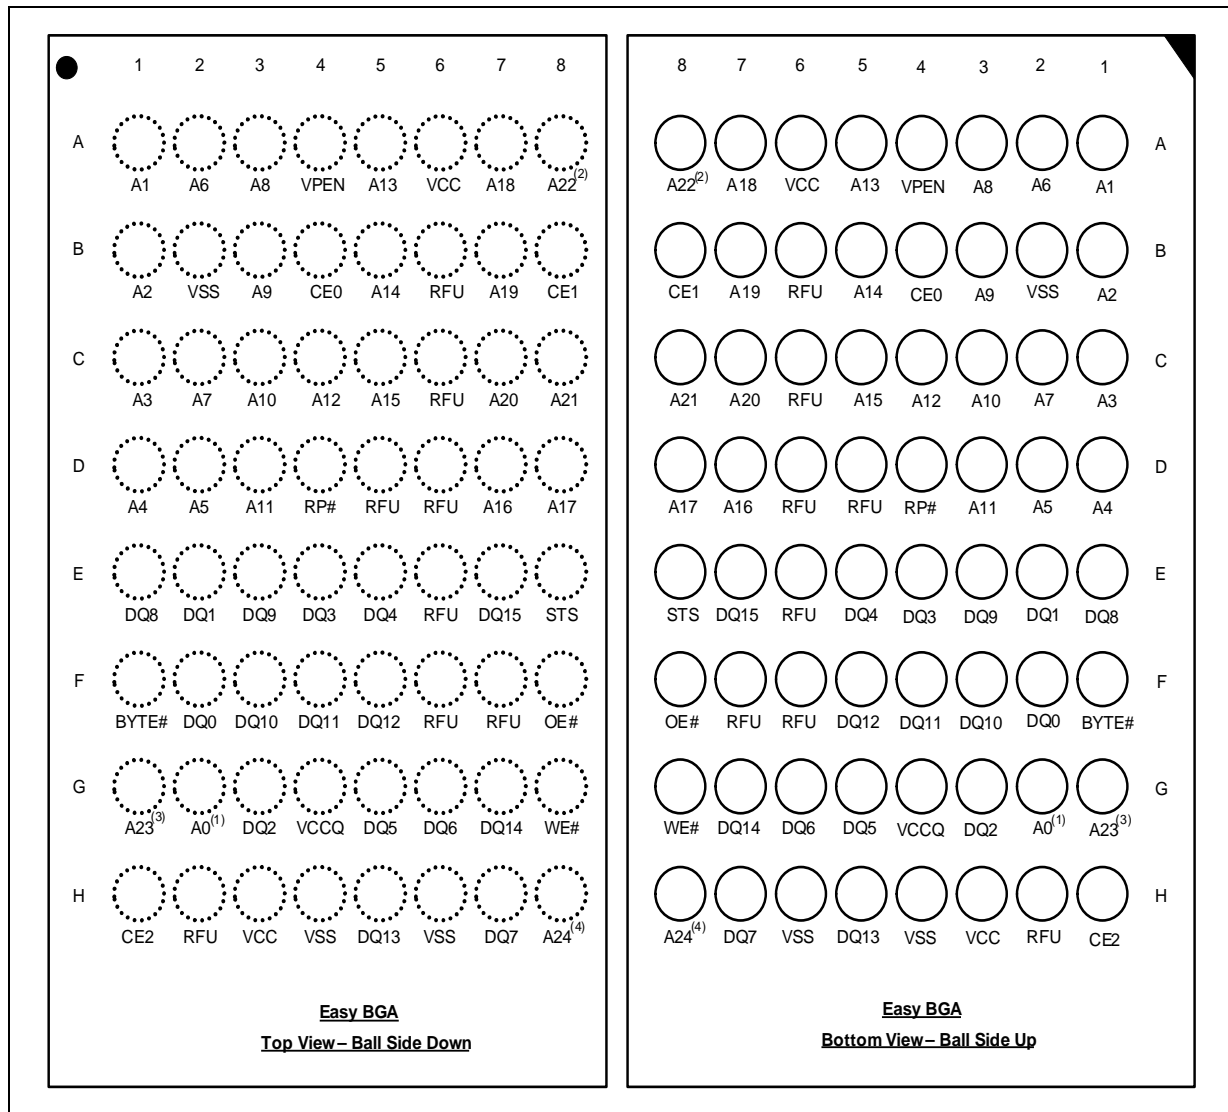 1 2 3 4 5 6 7 8
A
A1 A6 A8 VPEN A13 VCC A18 A22(2)
B
A2 VSS A9 CE0 A14 RFU A19 CE1
C
A3 A7 A10 A12 A15 RFU A20 A21
D
A4 A5 A11 RP# RFU RFU A16 A17
E
DQ8 DQ1 DQ9 DQ3 DQ4 RFU DQ15 STS
F
BYTE# DQ0 DQ10 DQ11 DQ12 RFU RFU OE#
G
A23(3) A0(1) DQ2 VCCQ DQ5 DQ6 DQ14 WE#
H
CE2 RFU VCC VSS DQ13 VSS DQ7 A24(4)
Easy BGA
Top View – Ball Side Down
8 7 6 5 4 3 2 1
A
A22(2) A18 VCC A13 VPEN A8 A6 A1
B
CE1 A19 RFU A14 CE0 A9 VSS A2
C
A21 A20 RFU A15 A12 A10 A7 A3
D
A17 A16 RFU RFU RP# A11 A5 A4
E
STS DQ15 RFU DQ4 DQ3 DQ9 DQ1 DQ8
F
OE# RFU RFU DQ12 DQ11 DQ10 DQ0 BYTE#
G
WE# DQ14 DQ6 DQ5 VCCQ DQ2 A0(1) A23(3)
H
A24(4) DQ7 VSS DQ13 VSS VCC RFU CE2
Easy BGA
Bottom View – Ball Side Up